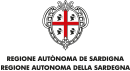 REGIONE AUTÒNOMA DE SARDIGNA
REGIONE AUTONOMA DELLA SARDEGNA